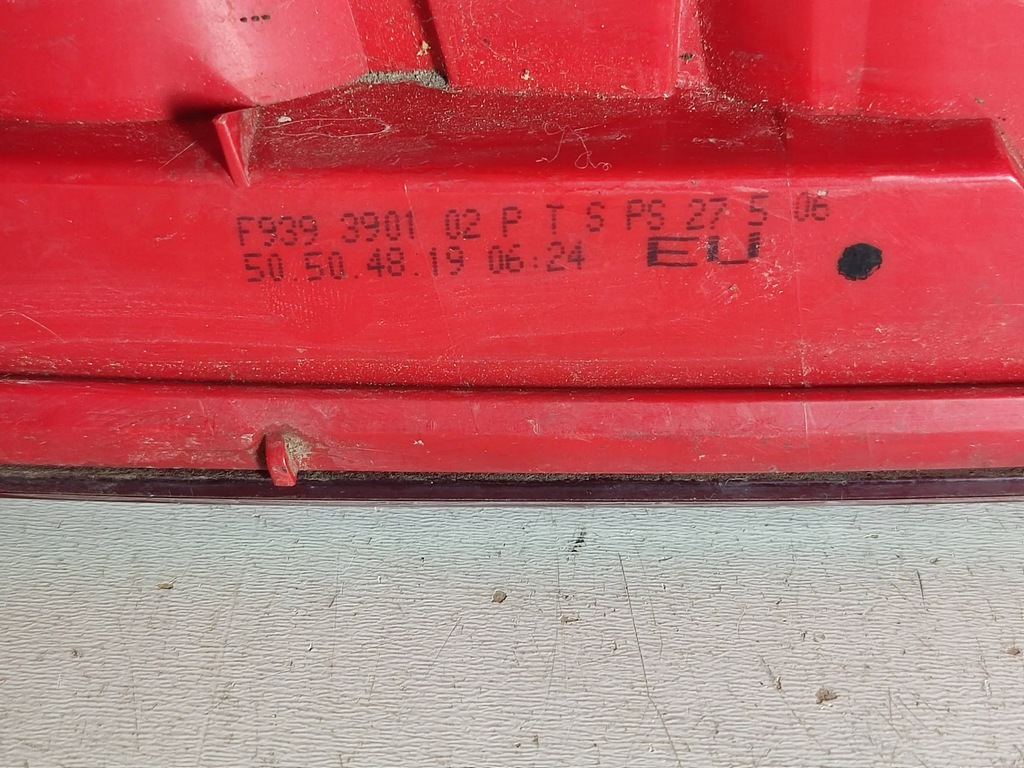 F939 3901 02 P T S PS 27 5 06
50.50.48.19 06:24 EU